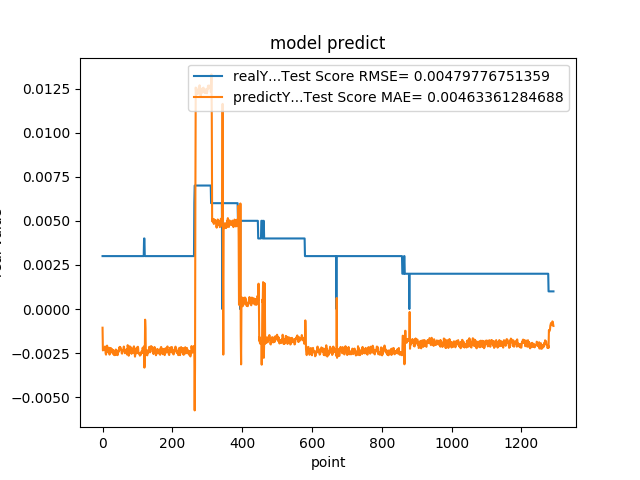 model predict
realY...Test Score RMSE= 0.00479776751359
predictY...Test Score MAE= 0.00463361284688
0.0125
0.0100
0.0075
0.0050
0.0025
0.0000
−0.0025
−0.0050
0 200 400 600 800 1000 1200
point